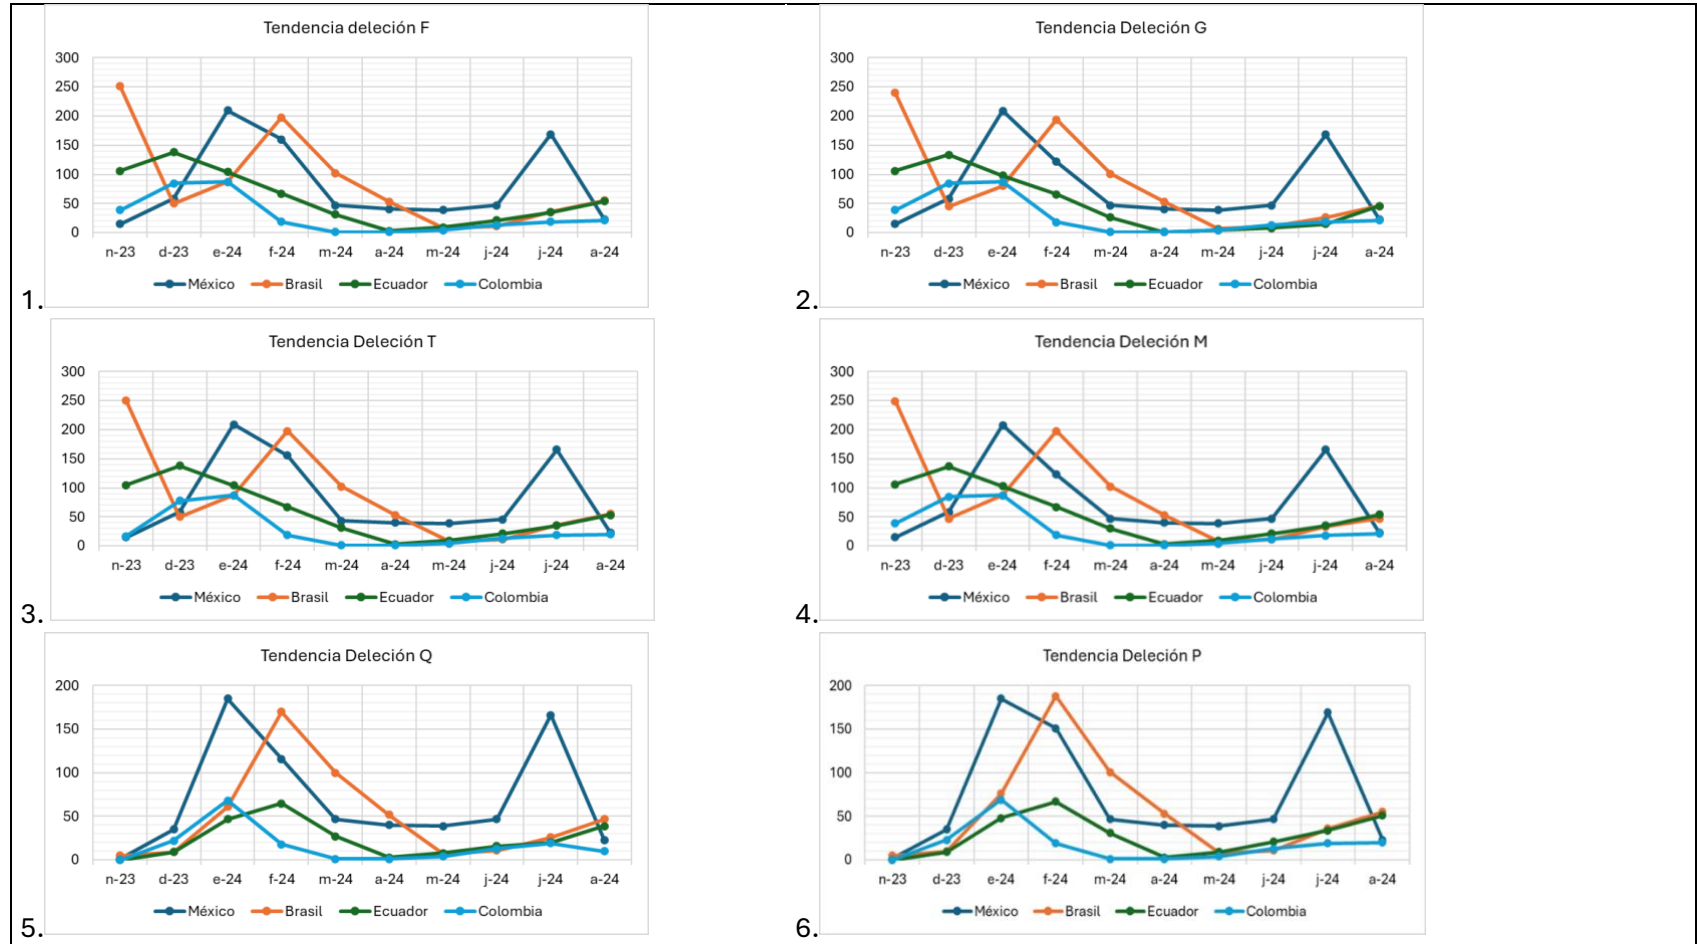 Tendencia deleción F
300
250
200
150
100
50
0
n-23 d-23 e-24 f-24 m-24 a-24 m-24 j-24 j-24 a-24
México Brasil Ecuador Colombia
1.
Tendencia Deleción G
300
250
200
150
100
50
0
n-23 d-23 e-24 f-24 m-24 a-24 m-24 j-24 j-24 a-24
México Brasil Ecuador Colombia
2.
Tendencia Deleción T
300
250
200
150
100
50
0
n-23 d-23 e-24 f-24 m-24 a-24 m-24 j-24 j-24 a-24
México Brasil Ecuador Colombia
3.
Tendencia Deleción M
300
250
200
150
100
50
0
n-23 d-23 e-24 f-24 m-24 a-24 m-24 j-24 j-24 a-24
México Brasil Ecuador Colombia
4.
Tendencia Deleción Q
200
150
100
50
0
n-23 d-23 e-24 f-24 m-24 a-24 m-24 j-24 j-24 a-24
México Brasil Ecuador Colombia
5.
Tendencia Deleción P
200
150
100
50
0
n-23 d-23 e-24 f-24 m-24 a-24 m-24 j-24 j-24 a-24
México Brasil Ecuador Colombia
6.